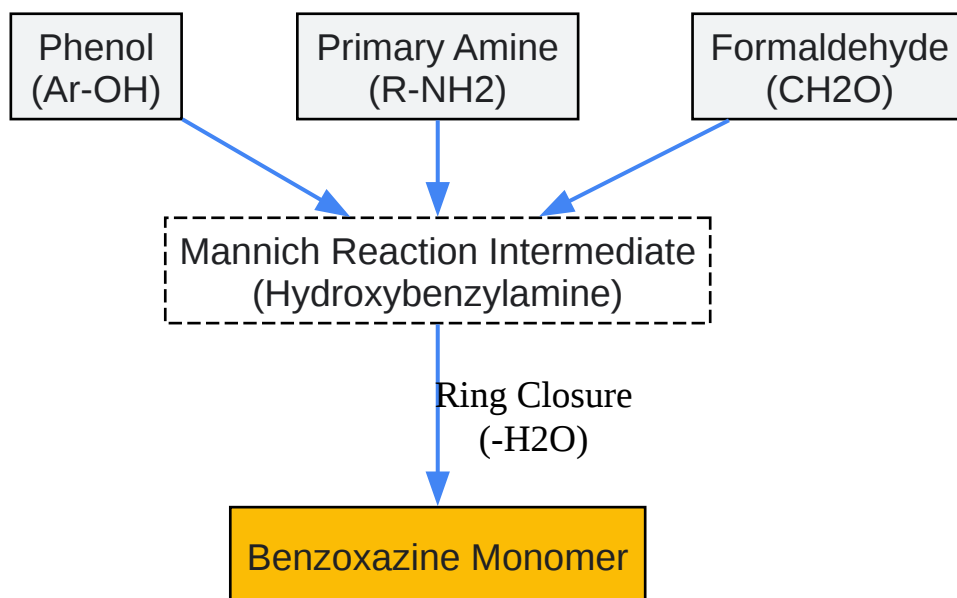 Phenol
(Ar-OH)
Primary Amine
(R-NH2)
Formaldehyde
(CH2O)
Mannich Reaction Intermediate
(Hydroxybenzylamine)
Ring Closure
(-H2O)
Benzoxazine Monomer